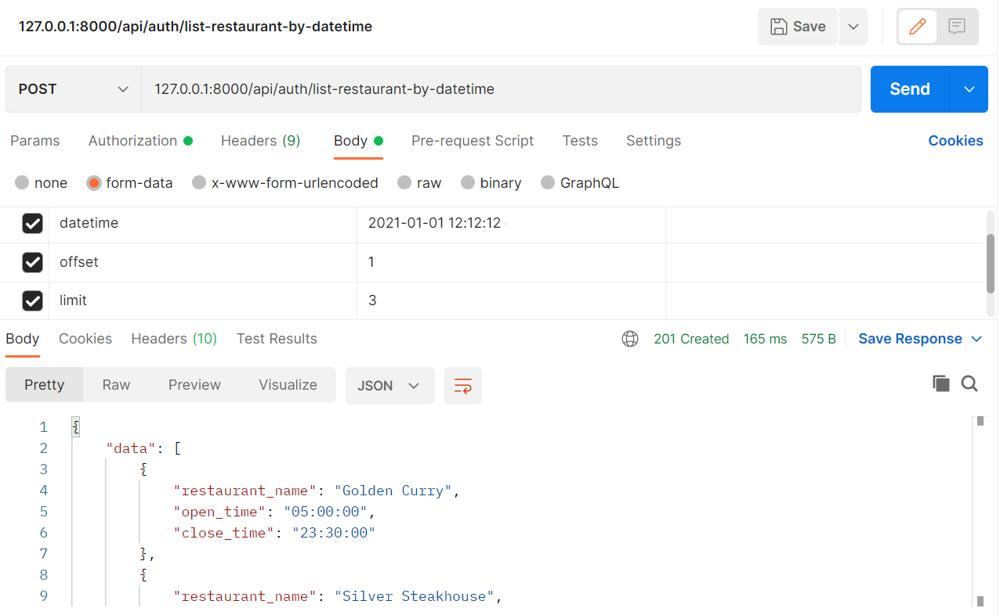 127.0.0.1:8000/api/auth/list-restaurant-by-datetime Save
POST 127.0.0.1:8000/api/auth/list-restaurant-by-datetime Send
Params Authorization Headers (9) Body Pre-request Script Tests Settings Cookies
none form-data x-www-form-urlencoded raw binary GraphQL
datetime 2021-01-01 12:12:12
offset 1
limit 3
Body Cookies Headers (10) Test Results 201 Created 165 ms 575 B Save Response
Pretty Raw Preview Visualize JSON
1 {
2 "data": [
3 {
4 "restaurant_name": "Golden Curry",
5 "open_time": "05:00:00",
6 "close_time": "23:30:00"
7 },
8 {
9 "restaurant_name": "Silver Steakhouse",